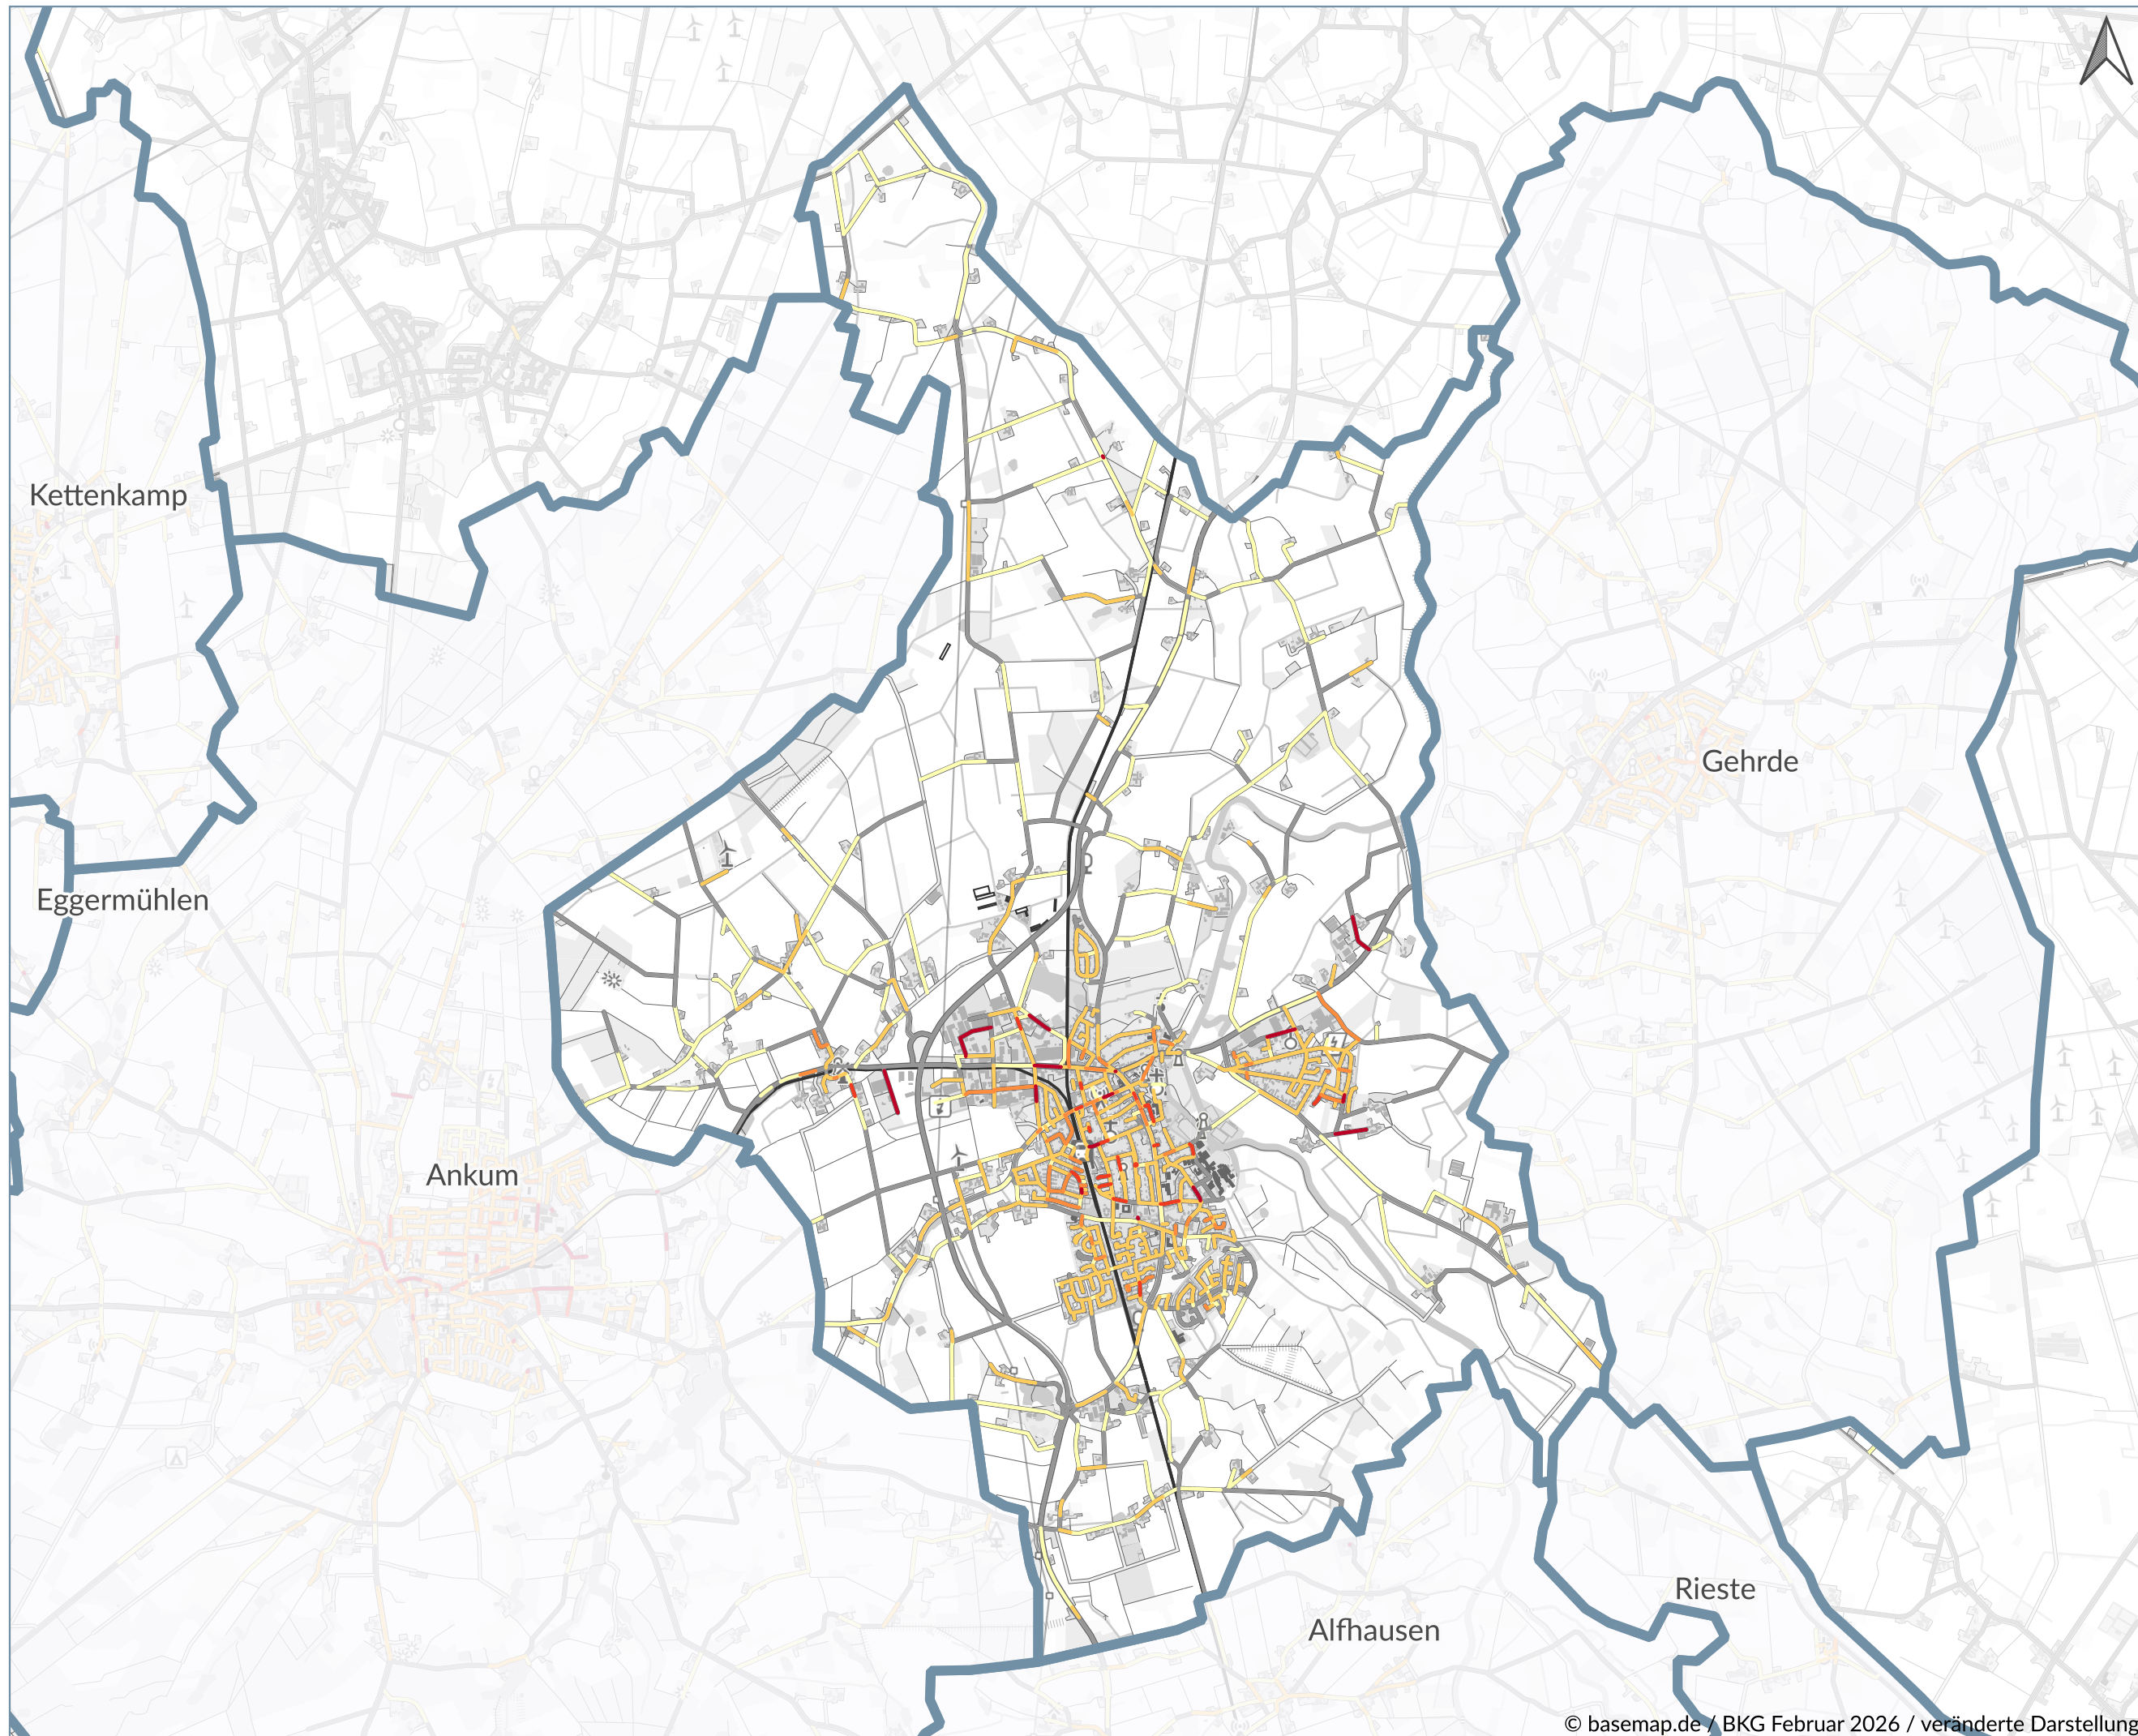 Kettenkamp
Gehrde
Eggermühlen
Ankum
Rieste
Alfhausen
© basemap.de / BKG Februar 2026 / veränderte Darstellung